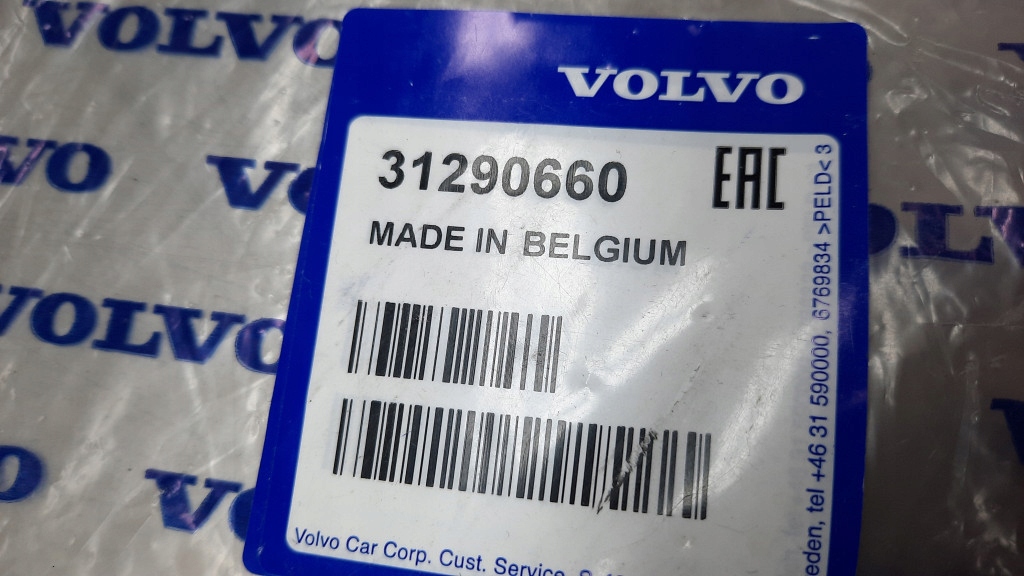 VOLVO
VOLVO
31290660
EAC
MADE IN BELGIUM
Volvo Car Corp. Cust. Service,
tel +46 31 590000, 6769834 >PELD< 3
VOLVO